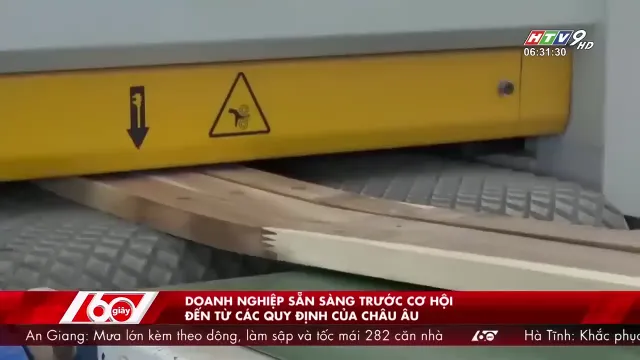 HTV9 HD
06:31:30
60 giây
DOANH NGHIỆP SẴN SÀNG TRƯỚC CƠ HỘI
ĐẾN TỪ CÁC QUY ĐỊNH CỦA CHÂU ÂU
An Giang: Mưa lớn kèm theo dông, làm sập và tốc mái 282 căn nhà 60 Hà Tĩnh: Khắc phục